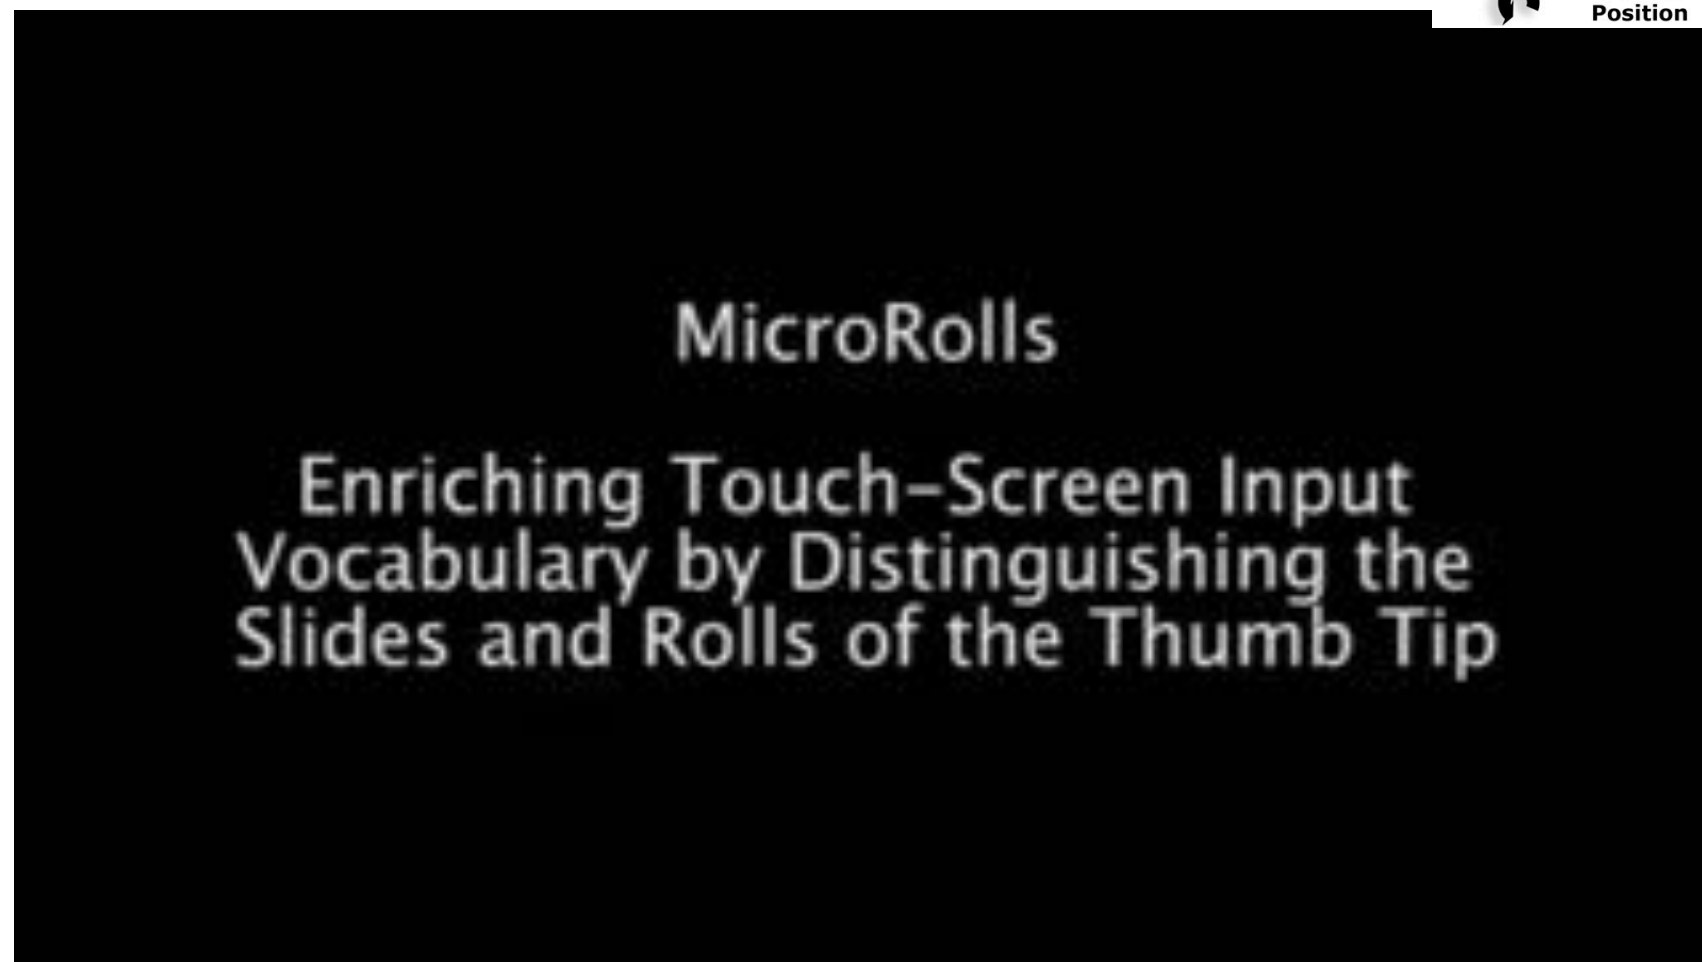 Position
MicroRolls
Enriching Touch-Screen Input
Vocabulary by Distinguishing the
Slides and Rolls of the Thumb Tip